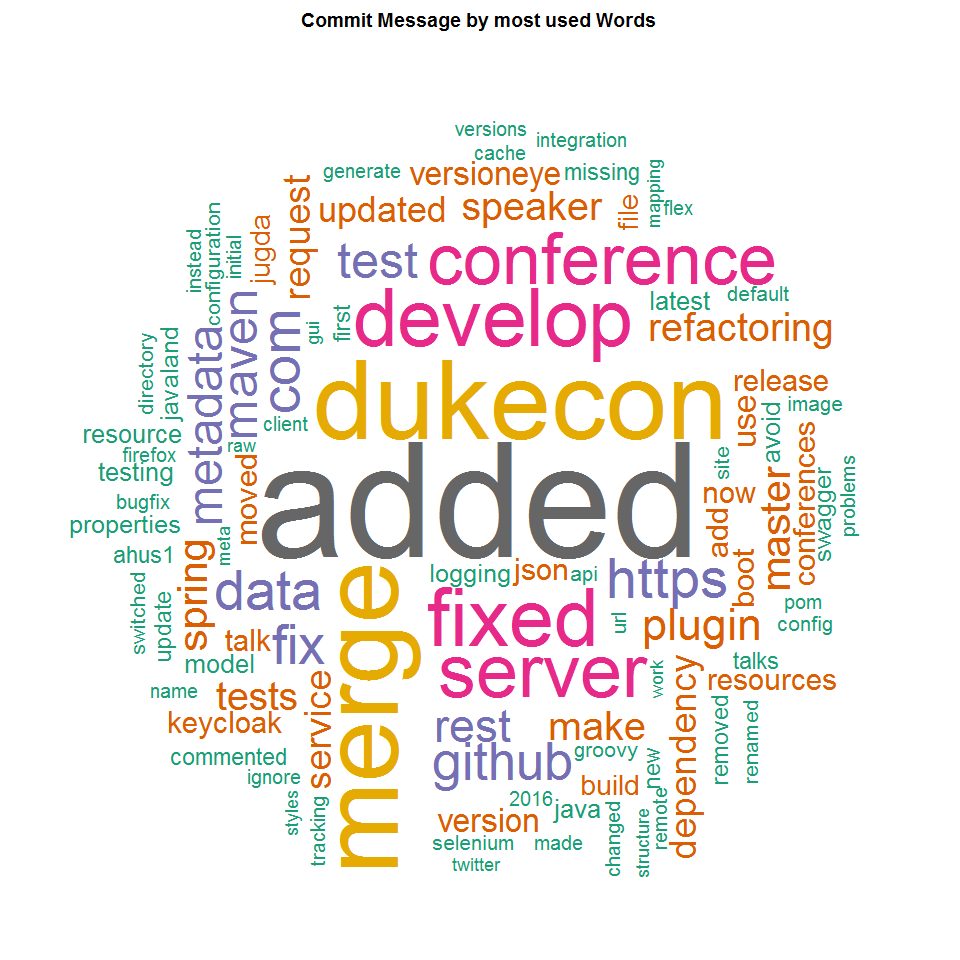 Commit Message by most used Words
versions
integration
cache
generate
versioneye
missing
mapping
request
updated
speaker
file
flex
instead
configuration
initial
jugda
test
conference
first
gui
develop
latest
default
refactoring
directory
javaland
metadata
maven
com
dukecon
release
use
image
avoid
client
resource
firefox
raw
testing
moved
added
site
now
master
conferences
swagger
problems
bugfix
properties
meta
add
ahus1
spring
data
merge
logging
json
api
https
boot
switched
update
talk
fix
fixed
url
plugin
pom
config
model
server
work
talks
name
tests
service
dependency
resources
keycloak
rest
make
removed
renamed
commented
github
groovy
new
ignore
build
styles
tracking
2016
java
version
changed
structure
remote
selenium
made
twitter